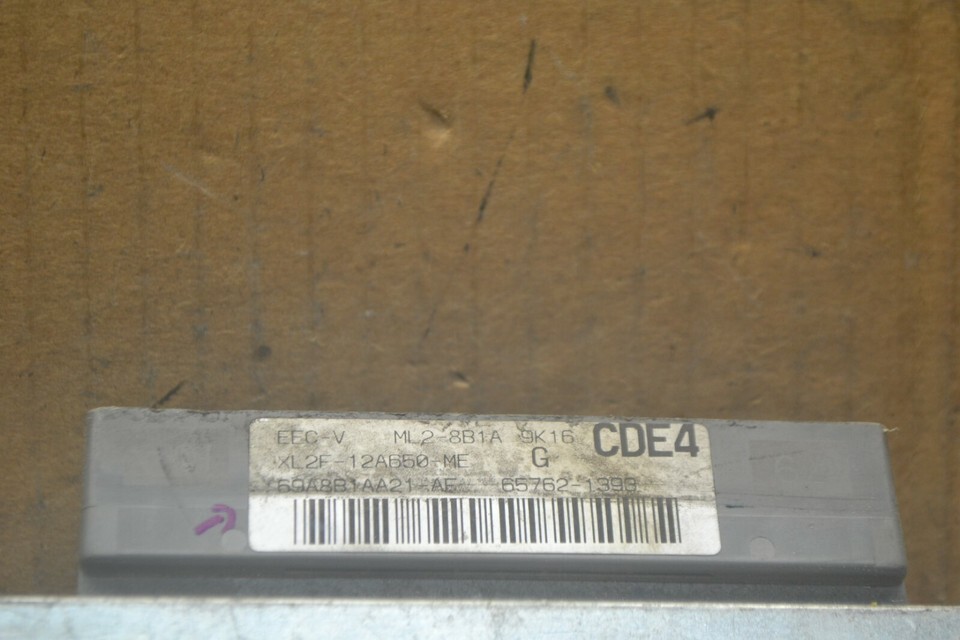 EEC-V ML2-8B1A 9K16 CDE4
XL2F-12A650-ME G
69A8B1AA21-AE 65762-1399